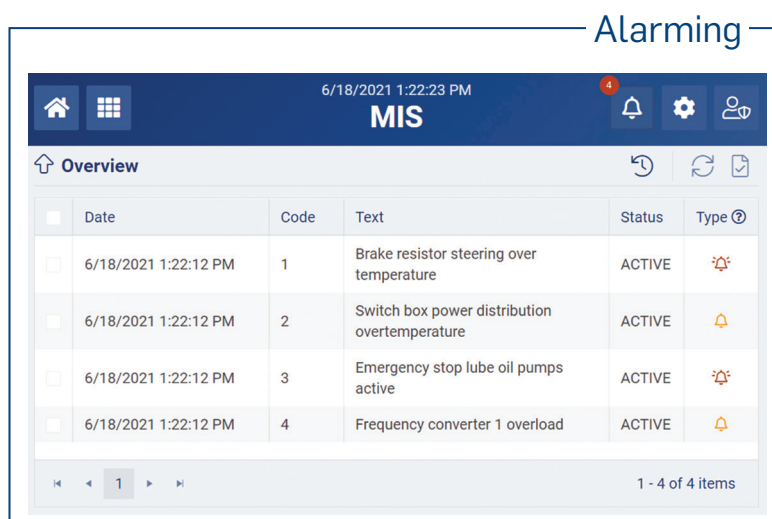 Alarming
6/18/2021 1:22:23 PM
4
MIS
Overview
Date Code Text Status Type ?
6/18/2021 1:22:12 PM 1 Brake resistor steering over
temperature ACTIVE
6/18/2021 1:22:12 PM 2 Switch box power distribution
overtemperature ACTIVE
6/18/2021 1:22:12 PM 3 Emergency stop lube oil pumps
active ACTIVE
6/18/2021 1:22:12 PM 4 Frequency converter 1 overload ACTIVE
1 1 - 4 of 4 items